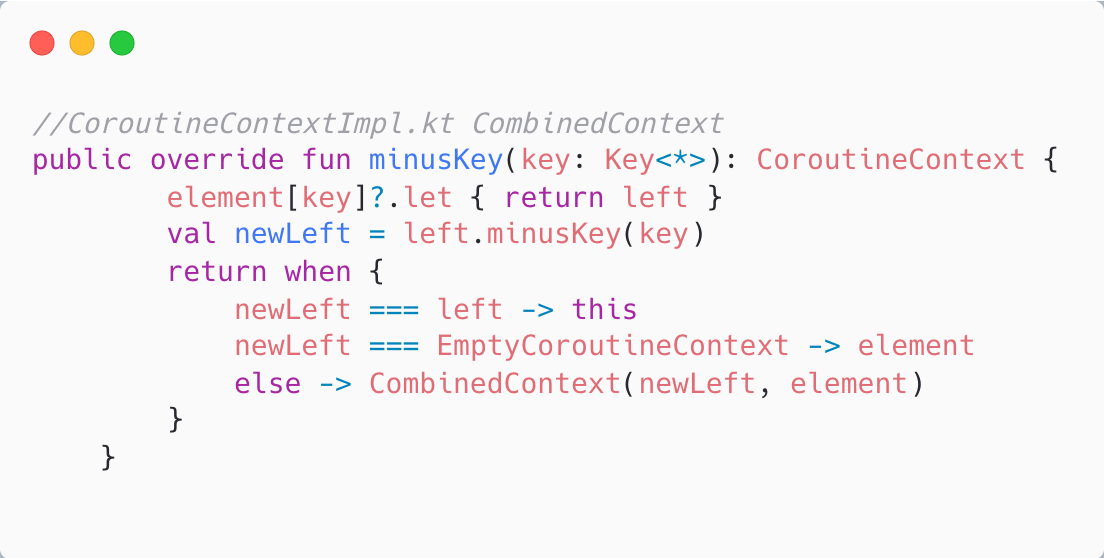 //CoroutineContextImpl.kt CombinedContext
public override fun minusKey(key: Key<*>): CoroutineContext {
        element[key]?.let { return left }
        val newLeft = left.minusKey(key)
        return when {
            newLeft === left -> this
            newLeft === EmptyCoroutineContext -> element
            else -> CombinedContext(newLeft, element)
        }
    }